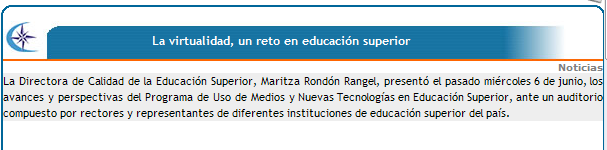 La virtualidad, un reto en educación superior
Noticias
La Directora de Calidad de la Educación Superior, Maritza Rondón Rangel, presentó el pasado miércoles 6 de junio, los
avances y perspectivas del Programa de Uso de Medios y Nuevas Tecnologías en Educación Superior, ante un auditorio
compuesto por rectores y representantes de diferentes instituciones de educación superior del país.